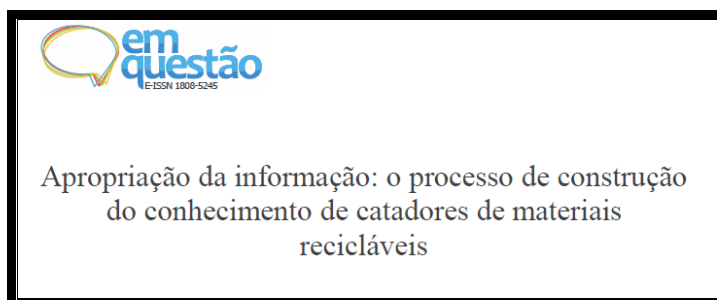 em
questão
E-ISSN 1808-5245
Apropriação da informação: o processo de construção
do conhecimento de catadores de materiais
recicláveis